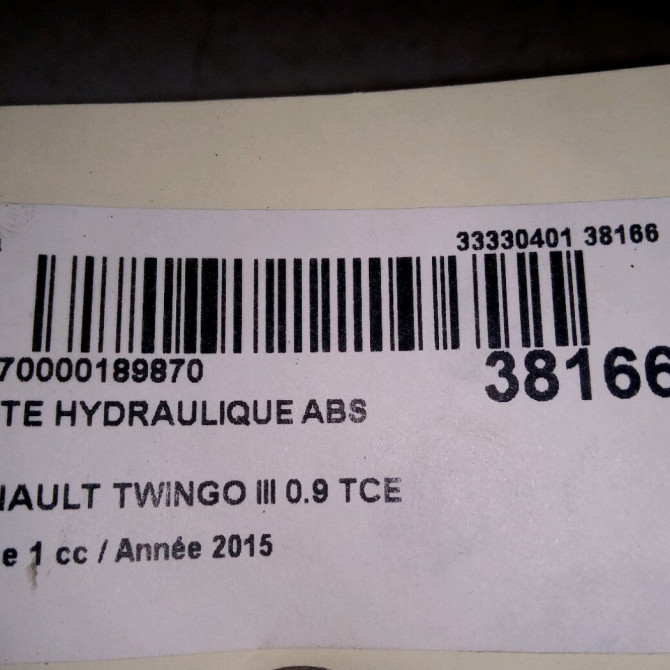 33330401 38166
70000189870
38166
TE HYDRAULIQUE ABS
NAULT TWINGO III 0.9 TCE
e 1 cc / Année 2015